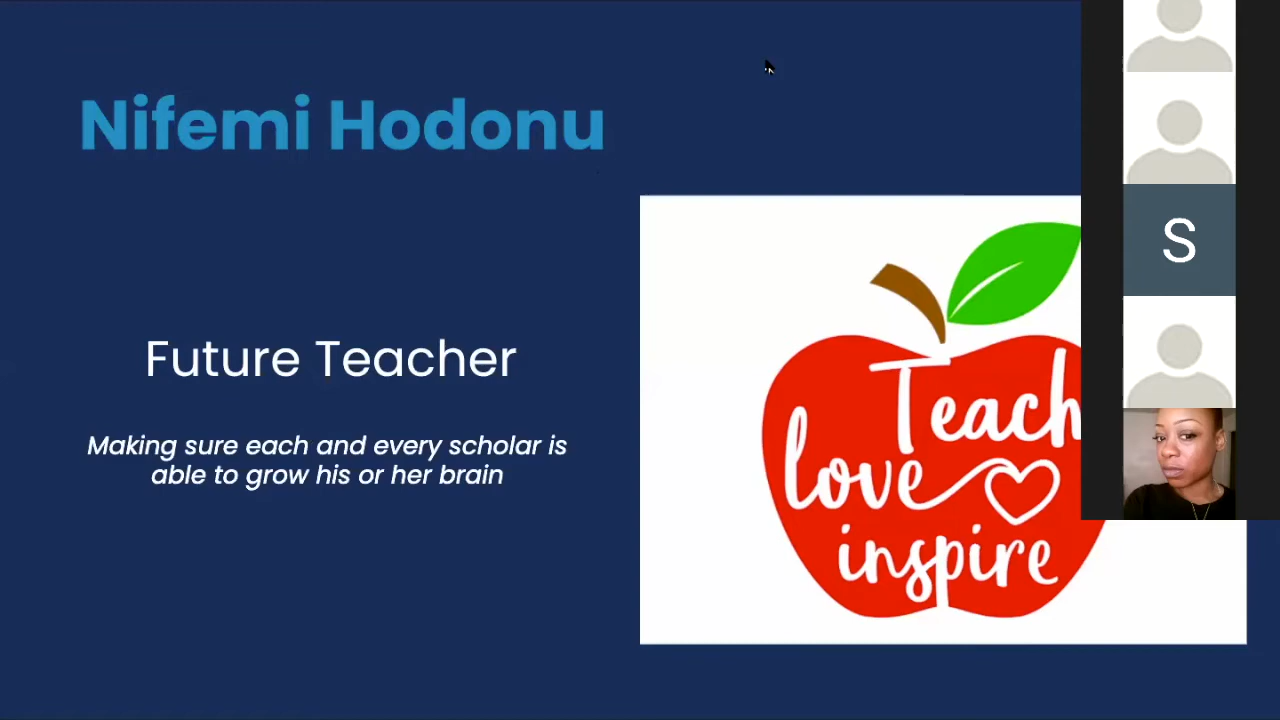 Nifemi Hodonu
Future Teacher
Making sure each and every scholar is
able to grow his or her brain
Teach
love
inspire
S